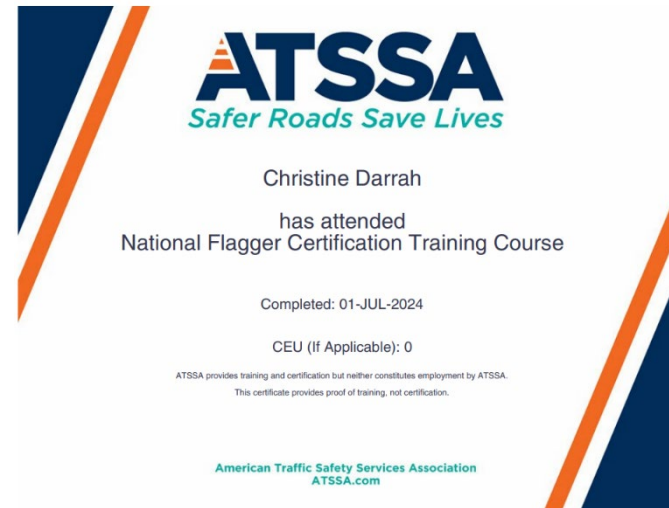 ATSSA
Safer Roads Save Lives
Christine Darrah
has attended
National Flagger Certification Training Course
Completed: 01-JUL-2024
CEU (If Applicable): 0
ATSSA provides training and certification but neither constitutes employment by ATSSA.
This certificate provides proof of training, not certification.
American Traffic Safety Services Association
ATSSA.com